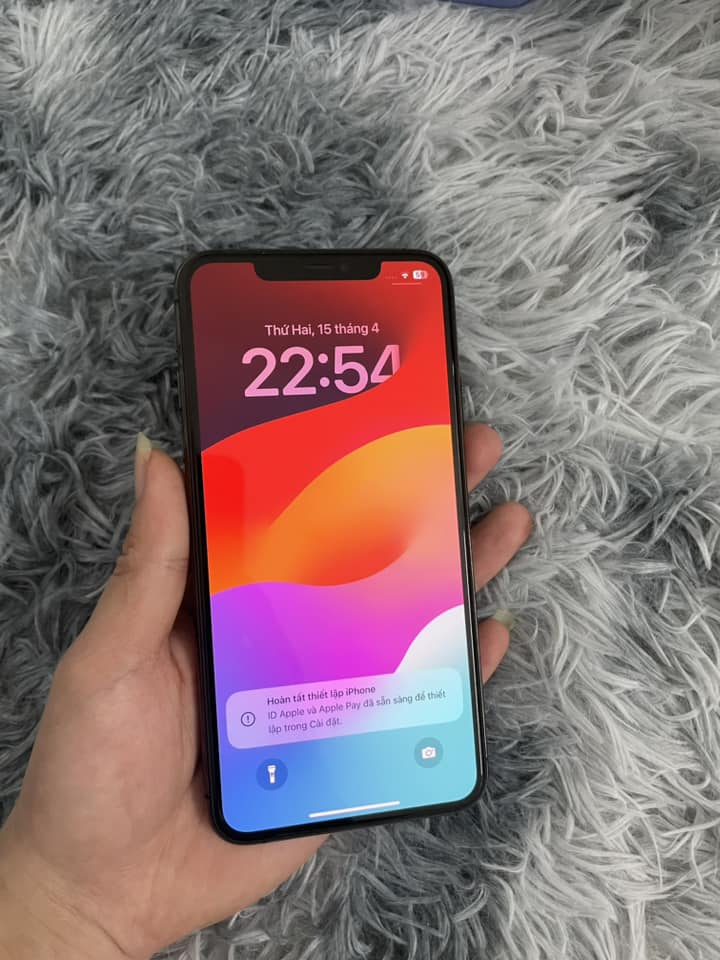 Thứ Hai, 15 tháng 4
22:54
Hoàn tất thiết lập iPhone
ID Apple và Apple Pay đã sẵn sàng để thiết
lập trong Cài đặt.